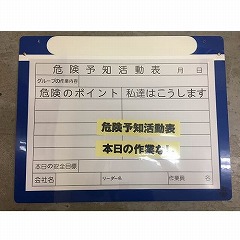 危険予知活動表 月 日
グループの作業内容
危険のポイント 私達はこうします
危険予知活動表
本日の作業なし
本日の安全目標
会社名 リーダー名 作業員 名